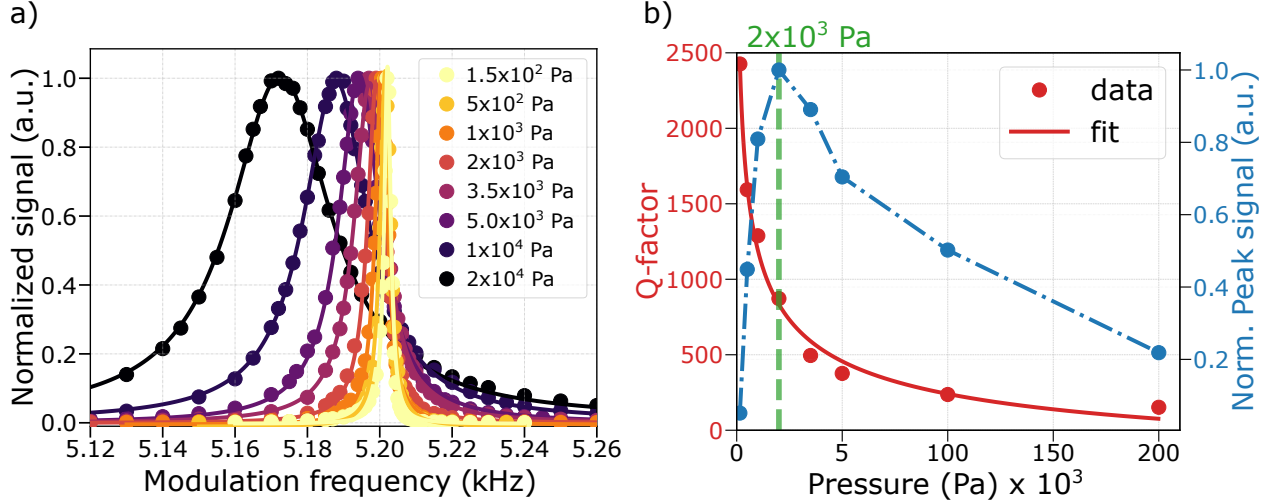 a)
Normalized signal (a.u.)
1.0
0.8
0.6
0.4
0.2
0.0
5.12 5.14 5.16 5.18 5.20 5.22 5.24 5.26
Modulation frequency (kHz)
1.5x10² Pa
5x10² Pa
1x10³ Pa
2x10³ Pa
3.5x10³ Pa
5.0x10³ Pa
1x10⁴ Pa
2x10⁴ Pa
b)
2x10³ Pa
Q-factor
2500
2000
1500
1000
500
0
data
fit
0 5 100 150 200
Pressure (Pa) x 10³
1.0
0.8
0.6
0.4
0.2
Norm. Peak signal (a.u.)